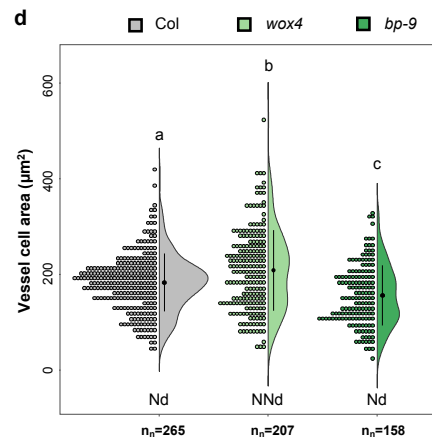 d
Col wox4 bp-9
Vessel cell area (µm²)
600
400
200
0
a
b
c
Nd NNd Nd
nn=265 nn=207 nn=158